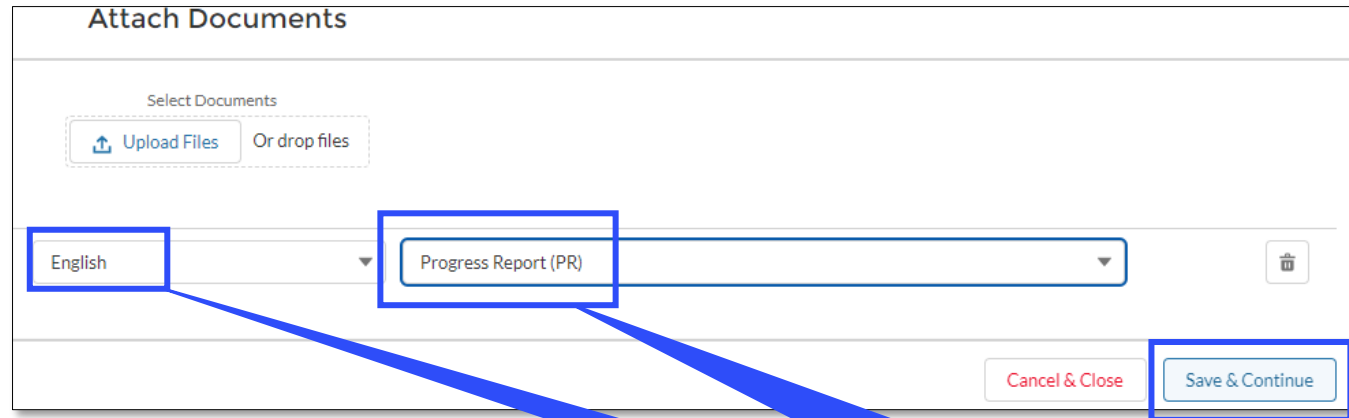 Attach Documents
Select Documents
Upload Files Or drop files
English Progress Report (PR)
Cancel & Close Save & Continue